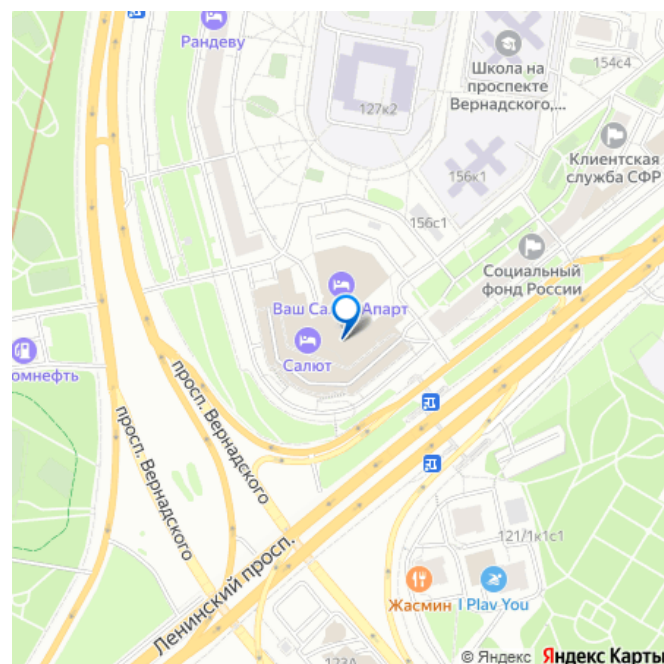 Рандеву
Школа на
проспекте
Вернадского,...
154с4
127к2
Клиентская
служба СФР
156к1
156с1
Социальный
фонд России
Ваш Са
Апарт
Салют
омнефть
просп. Вернадского
просп. Вернадского
Ленинский просп.
121/1к1с1
Жасмин
I Play You
123А
© Яндекс Яндекс Карты